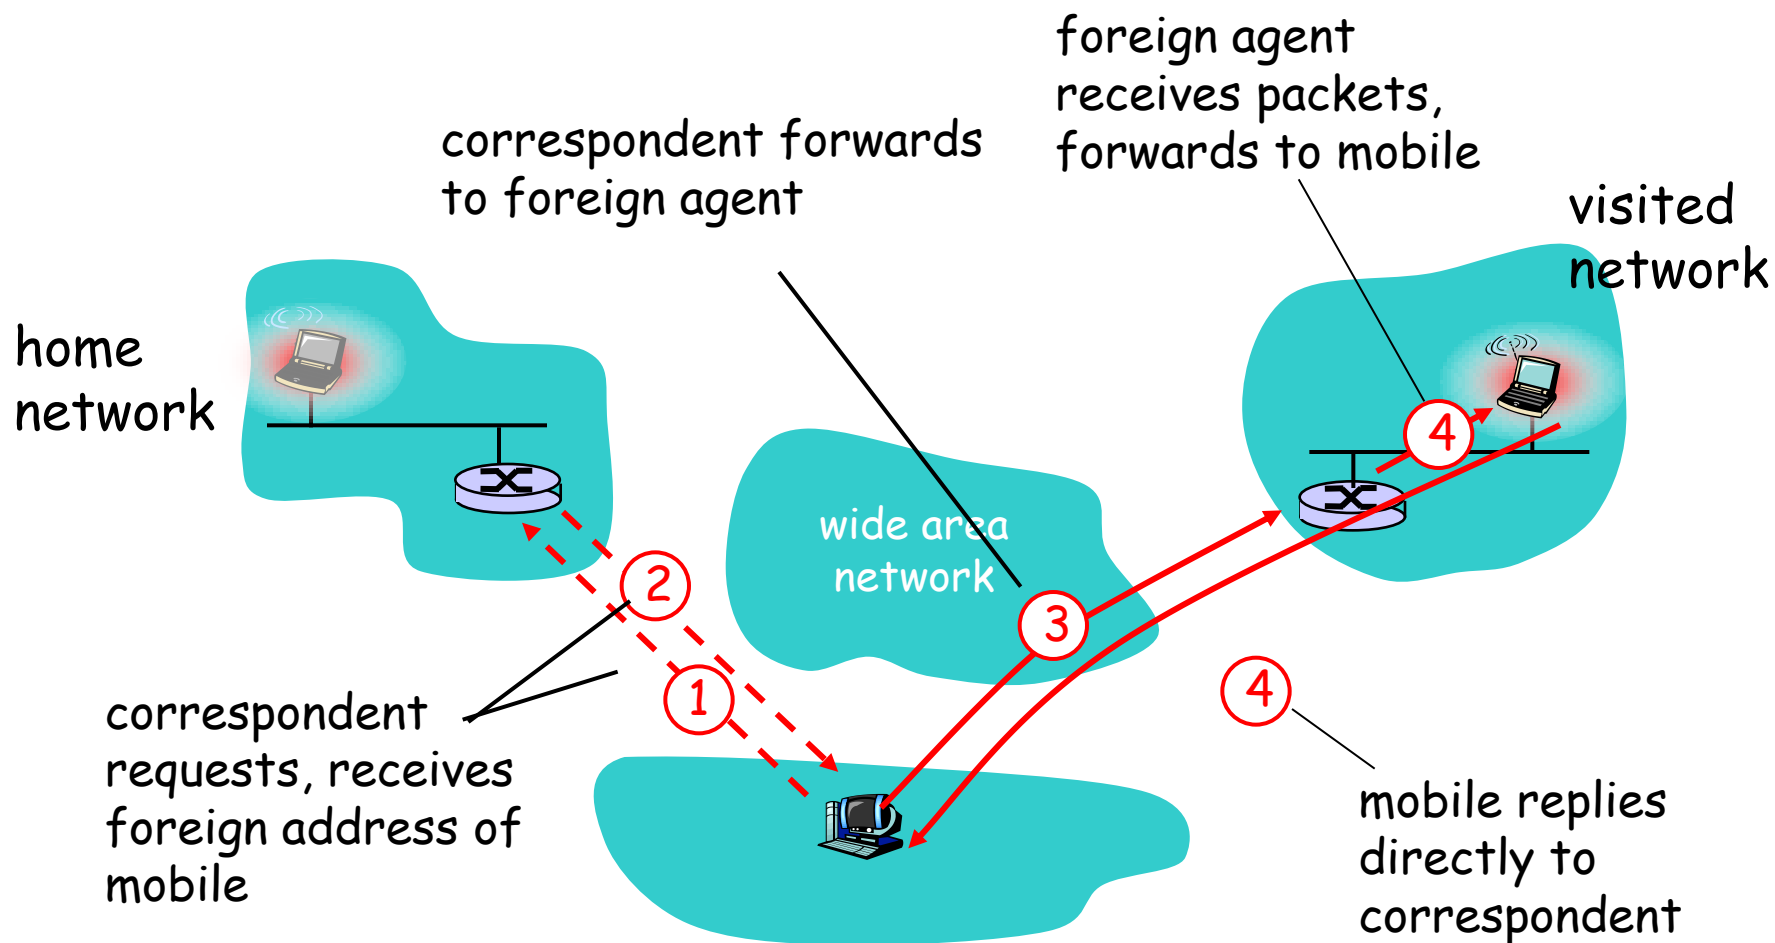 foreign agent
receives packets,
forwards to mobile
correspondent forwards
to foreign agent
visited
network
home
network
4
wide area
network
2
3
1
4
correspondent
requests, receives
foreign address of
mobile
mobile replies
directly to
correspondent